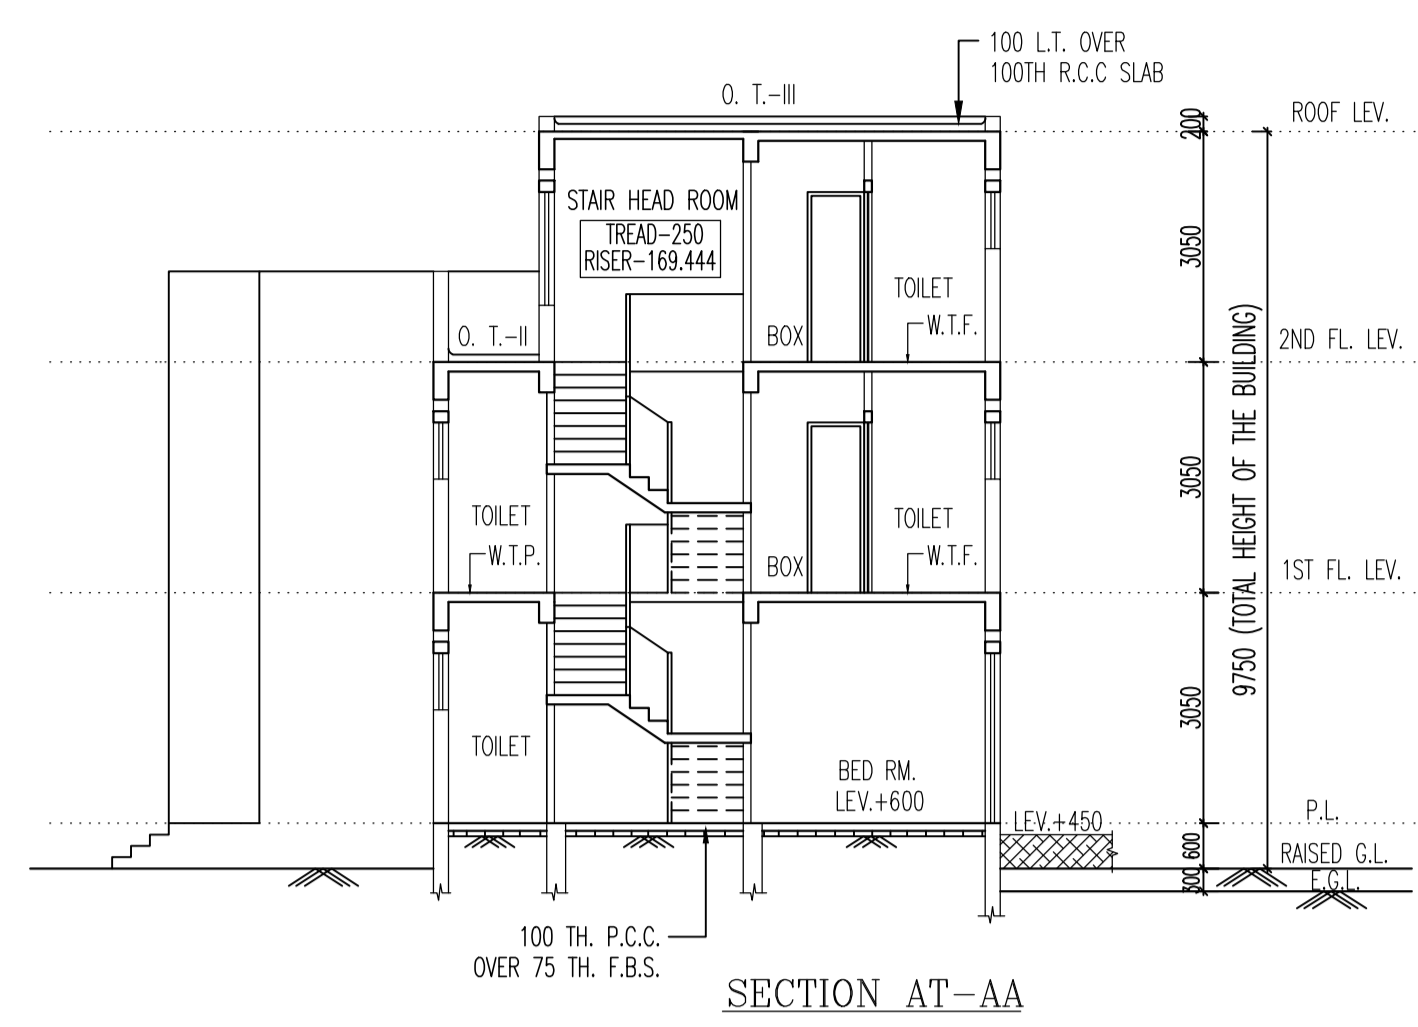 100 L.T. OVER
100TH R.C.C SLAB
O. T.-III
ROOF LEV.
200
STAIR HEAD ROOM
TREAD-250
RISER-169.444
3050
TOILET
W.T.F.
BOX
O. T.-II
2ND FL. LEV.
9750 (TOTAL HEIGHT OF THE BUILDING)
3050
TOILET
W.T.P.
TOILET
W.T.F.
BOX
1ST FL. LEV.
3050
TOILET
BED RM.
LEV.+600
LEV.+450
P.L.
600
RAISED G.L.
300
E.G.L.
100 TH. P.C.C.
OVER 75 TH. F.B.S.
SECTION AT-AA